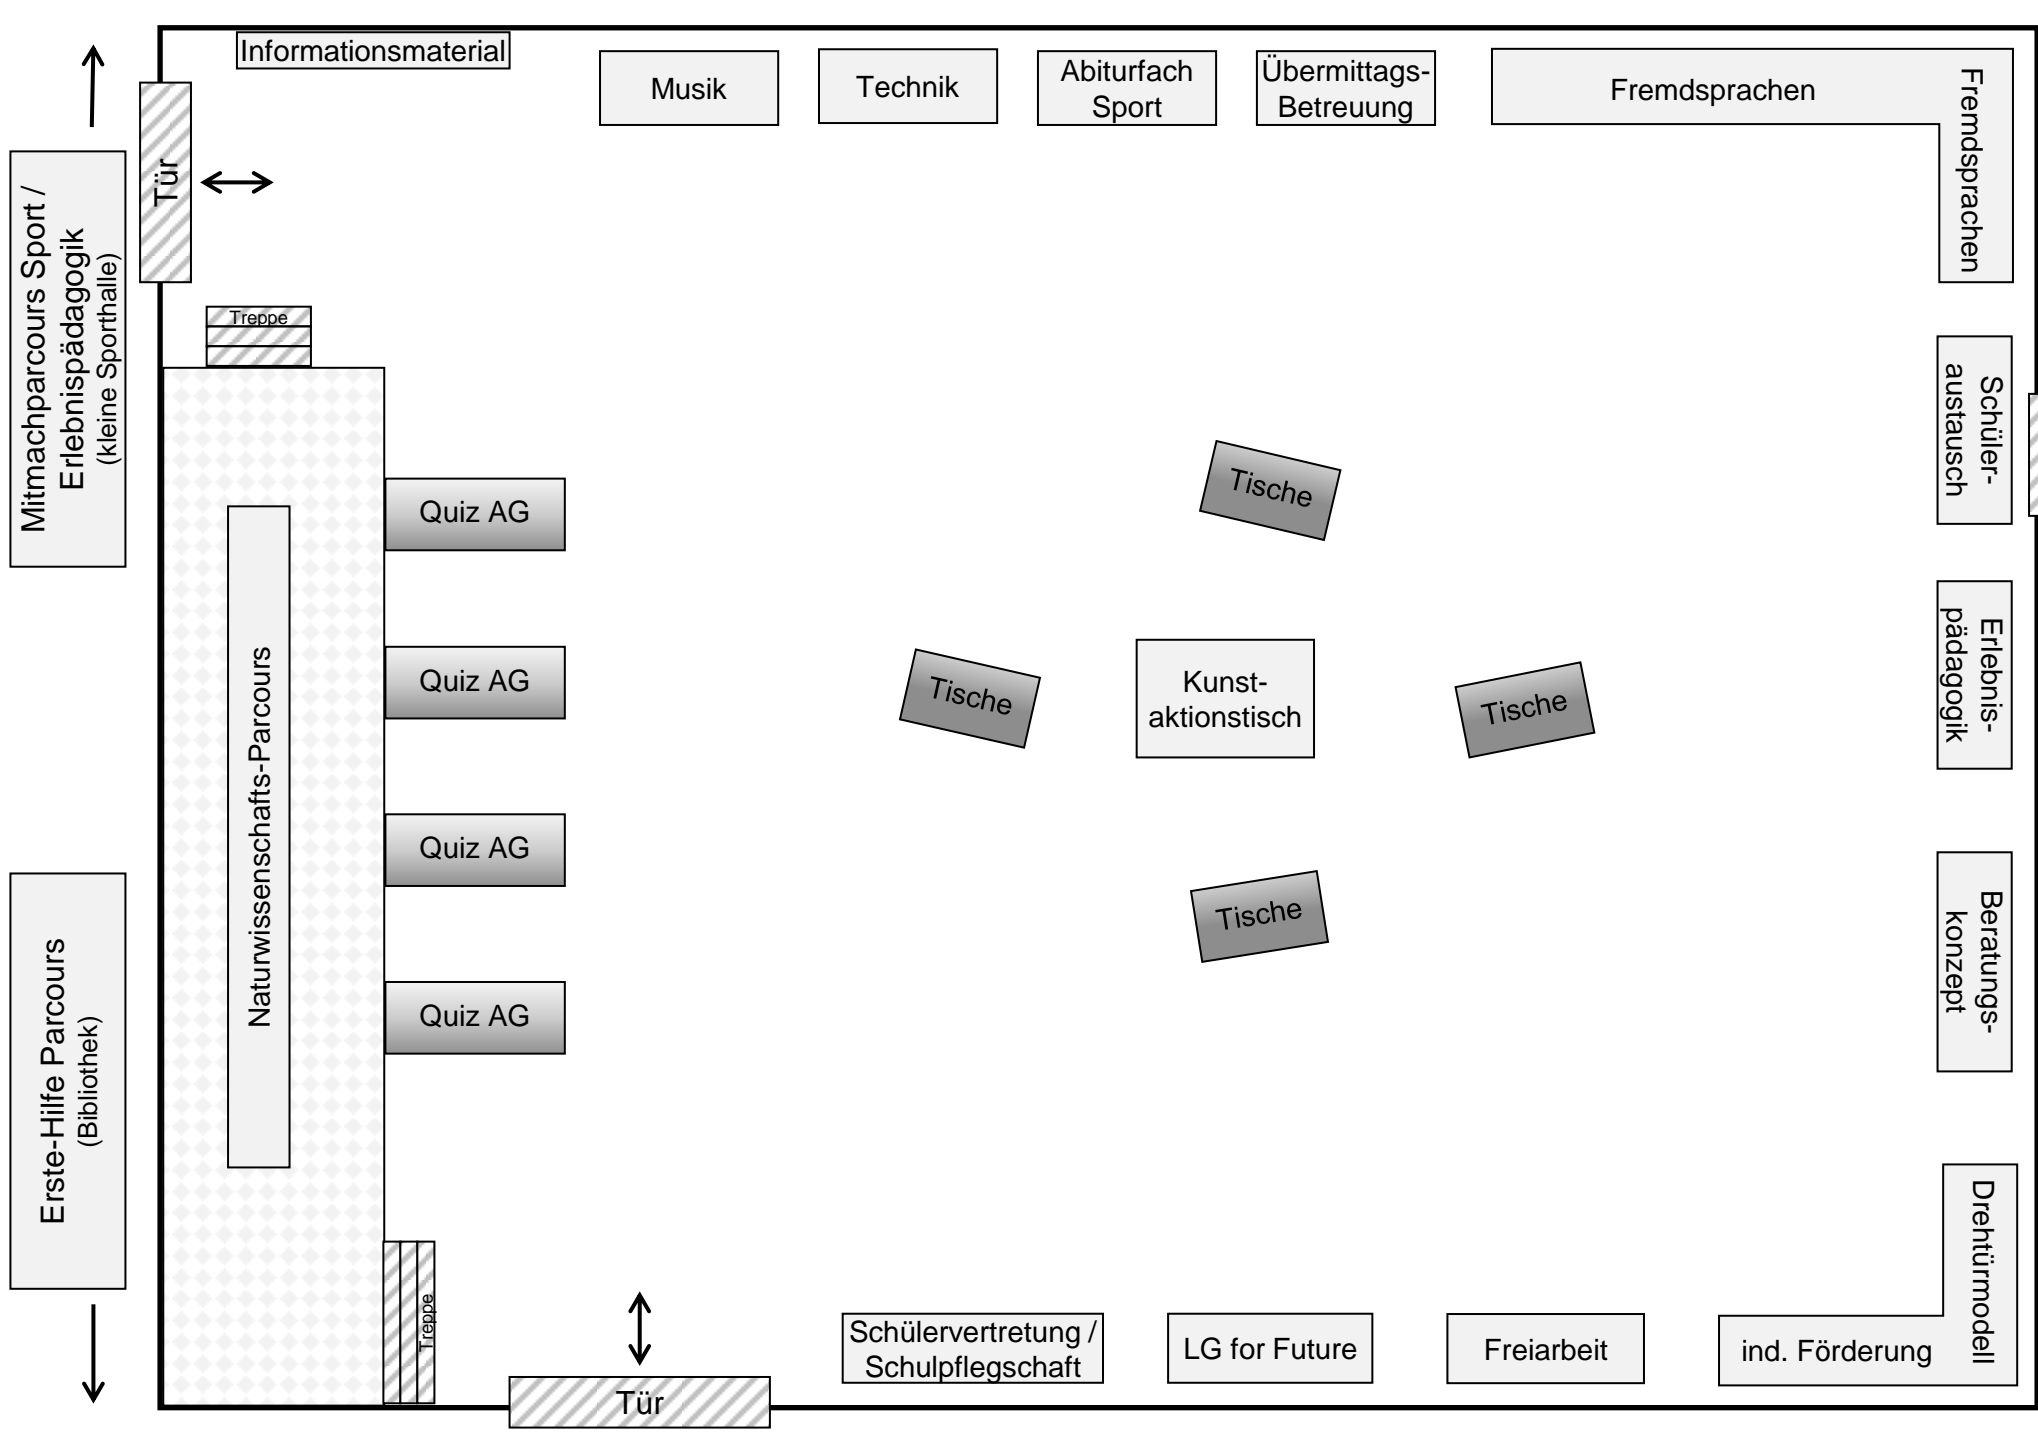 Informationsmaterial
Musik
Technik
Abiturfach
Sport
Übermittags-
Betreuung
Fremdsprachen
Fremdsprachen
Tür
Mitmachparcours Sport /
Erlebnispädagogik
(kleine Sporthalle)
Treppe
Schüler-
austausch
Tische
Quiz AG
Naturwissenschafts-Parcours
Quiz AG
Tische
Kunst-
aktionstisch
Tische
Erlebnis-
pädagogik
Quiz AG
Tische
Beratungs-
konzept
Erste-Hilfe Parcours
(Bibliothek)
Quiz AG
Drehtürmodell
Treppe
Schülervertretung /
Schulpflegschaft
LG for Future
Freiarbeit
ind. Förderung
Tür